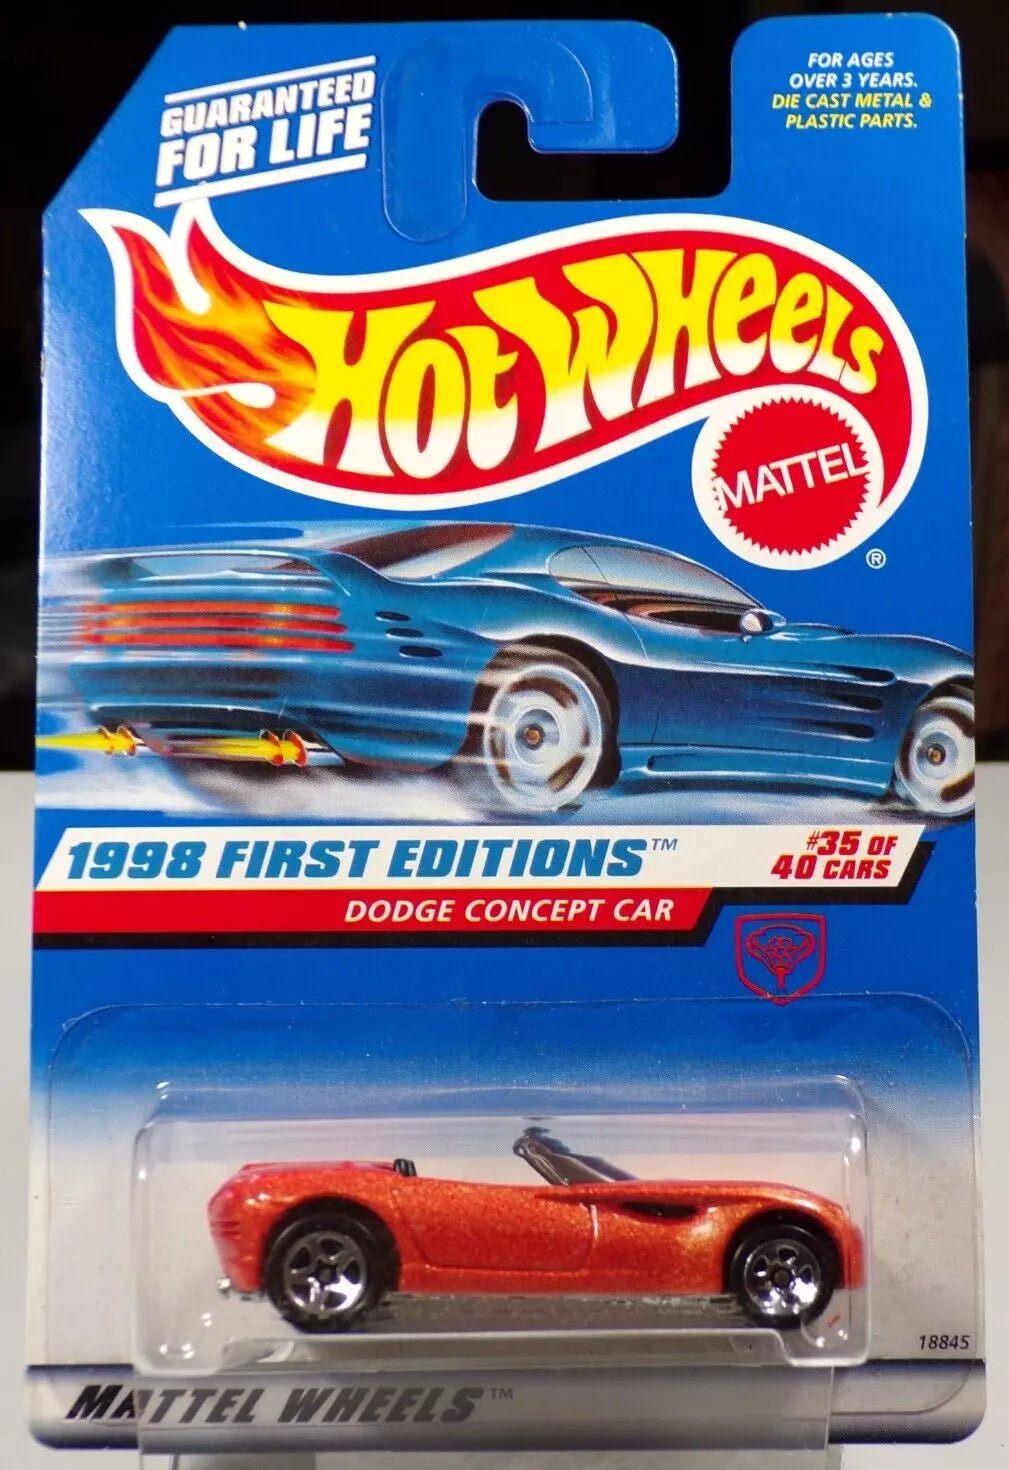 GUARANTEED
FOR LIFE
FOR AGES
OVER 3 YEARS.
DIE CAST METAL &
PLASTIC PARTS.
HOT WHEELS
MATTEL
®
1998 FIRST EDITIONS™
#35 OF
40 CARS
DODGE CONCEPT CAR
18845
MATTEL WHEELS™